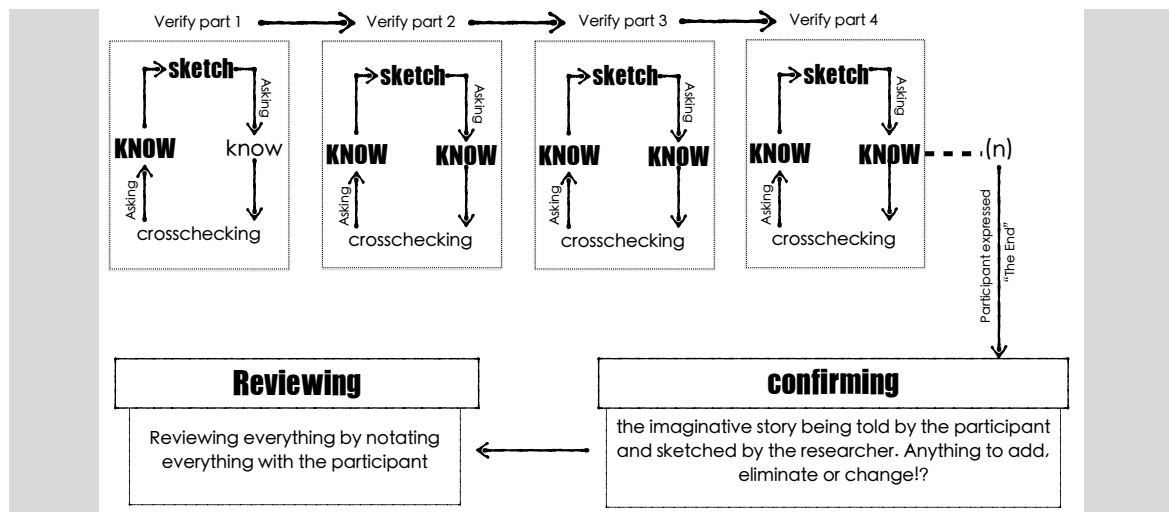 Verify part 1
Verify part 2
Verify part 3
Verify part 4
sketch
Asking
KNOW
know
Asking
crosschecking
sketch
Asking
KNOW
KNOW
Asking
crosschecking
sketch
Asking
KNOW
KNOW
Asking
crosschecking
sketch
Asking
KNOW
KNOW
Asking
crosschecking
(n)
Participant expressed
“The End”
Reviewing
Reviewing everything by notating
everything with the participant
confirming
the imaginative story being told by the participant
and sketched by the researcher. Anything to add,
eliminate or change!?